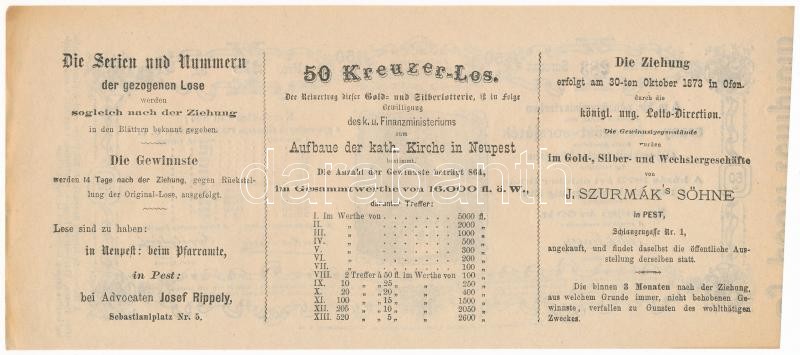 Die Serien und Nummern
der gezogenen Lose
werden
sogleich nach der Ziehung
in den Blättern bekannt gegeben.
Die Gewinnste
werden 14 Tage nach der Ziehung, gegen Rückstel-
lung der Original-Lose, ausgefolgt.
Lose sind zu haben:
in Neupest: beim Pfarramte,
in Pest:
bei Advocaten Josef Rippely,
Sebastianiplatz Nr. 5.
50 Kreuzer-Los.
Der Reinertrag dieser Gold- und Silberlotterie, ist in Folge
Bewilligung
des k. u. Finanzministeriums
zum
Aufbaue der kath. Kirche in Neupest
bestimmt.
Die Anzahl der Gewinnste beträgt 864,
im Gesammtwerthe von 16.000 fl. ö. W.,
darunter Treffer:
I. Im Werthe von . . . . . . . . 5000 fl.
II. „ . . . . . . . . 2000 „
III. „ . . . . . . . . 1000 „
IV. „ . . . . . . . . 500 „
V. „ . . . . . . . . 300 „
VI. „ . . . . . . . . 200 „
VII. „ . . . . . . . . 100 „
VIII. 2 Treffer à 50 fl. im Werthe von 100 „
IX. 10 „ „ 25 „ „ 250 „
X. 20 „ „ 20 „ „ 400 „
XI. 100 „ „ 15 „ „ 1500 „
XII. 205 „ „ 10 „ „ 2050 „
XIII. 520 „ „ 5 „ „ 2600 „
Die Ziehung
erfolgt am 30-ten Oktober 1873 in Ofen.
durch die
königl. ung. Lotto-Direction.
Die Gewinnstgegenstände
wurden
im Gold-, Silber- und Wechslergeschäfte
von
J. SZURMÁK's SÖHNE
in PEST,
Schlangengasse Nr. 1,
angekauft, und findet daselbst die öffentliche Aus-
stellung derselben statt.
Die binnen 3 Monaten nach der Ziehung,
aus welchem Grunde immer, nicht behobenen Ge-
winnste, verfallen zu Gunsten des wohlthätigen
Zweckes.
darabanth